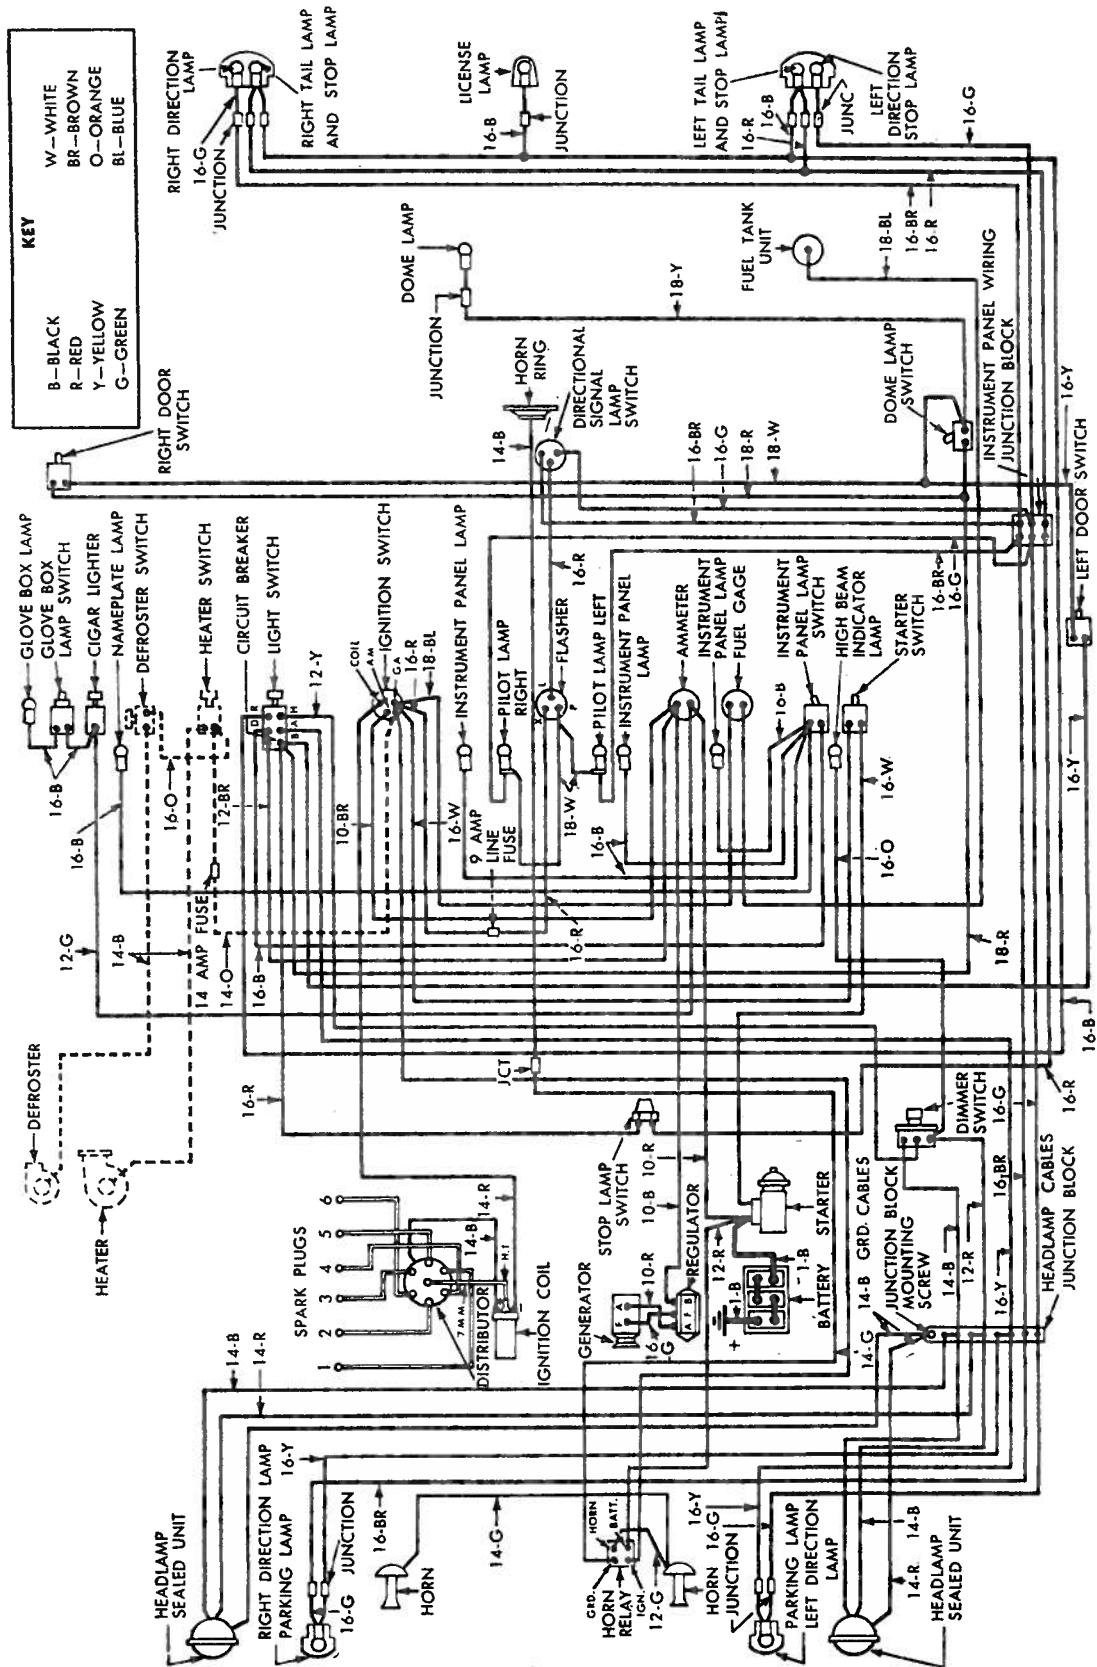 KEY
B—BLACK
R—RED
Y—YELLOW
G—GREEN
W—WHITE
BR—BROWN
O—ORANGE
BL—BLUE
RIGHT DIRECTION
LAMP
16-G
JUNCTION
RIGHT TAIL LAMP
AND STOP LAMP
LICENSE
LAMP
16-B
JUNCTION
LEFT TAIL LAMP
AND STOP LAMP
16-B
16-R
JUNC
LEFT
DIRECTION
STOP LAMP
16-G
DOME LAMP
JUNCTION
18-Y
FUEL TANK
UNIT
18-BL
16-BR
16-R
RIGHT DOOR
SWITCH
HORN
RING
14-B
DIRECTIONAL
SIGNAL
LAMP
SWITCH
16-BR
16-G
18-R
18-W
DOME LAMP
SWITCH
INSTRUMENT PANEL WIRING
JUNCTION BLOCK
16-Y
LEFT DOOR SWITCH
GLOVE BOX LAMP
GLOVE BOX
LAMP SWITCH
CIGAR LIGHTER
NAMEPLATE LAMP
DEFROSTER SWITCH
HEATER SWITCH
CIRCUIT BREAKER
LIGHT SWITCH
12-Y
R
H
D
A
B
COIL
A.M.
G.A
IGNITION SWITCH
16-R
18-BL
INSTRUMENT PANEL LAMP
PILOT LAMP
RIGHT
16-R
X
L
P
FLASHER
PILOT LAMP LEFT
INSTRUMENT PANEL
LAMP
AMMETER
INSTRUMENT
PANEL LAMP
FUEL GAGE
16-B
INSTRUMENT
PANEL LAMP
SWITCH
HIGH BEAM
INDICATOR
LAMP
STARTER
SWITCH
16-BR
16-G
16-B
16-B
16-O
12-BR
10-BR
16-W
9 AMP
LINE
FUSE
18-W
16-B
16-O
16-W
16-Y
12-G
14-B
14 AMP FUSE
14-O
16-B
16-R
18-R
16-B
DEFROSTER
HEATER
16-R
JCT
STOP LAMP
SWITCH
DIMMER
SWITCH
16-G
16-R
SPARK PLUGS
1
2
3
4
5
6
14-R
14-B
H.T
7 M.M.
DISTRIBUTOR
IGNITION COIL
GENERATOR
F
A
10-R
16
-G
10-B
10-R
REGULATOR
A
F
B
12-R
1-B
1-B
+
BATTERY
STARTER
14-G
14-B GRD. CABLES
JUNCTION BLOCK
MOUNTING
SCREW
14-B
12-R
16-Y
16-BR
HEADLAMP CABLES
JUNCTION BLOCK
14-B
14-R
HEADLAMP
SEALED UNIT
RIGHT DIRECTION LAMP
PARKING LAMP
16-Y
16-G
JUNCTION
16-BR
HORN
14-G
GRD.
HORN
BATT.
IGN.
HORN
RELAY
12-G
HORN
16-Y
16-G
JUNCTION
PARKING LAMP
LEFT DIRECTION
LAMP
14-R
14-B
HEADLAMP
SEALED UNIT